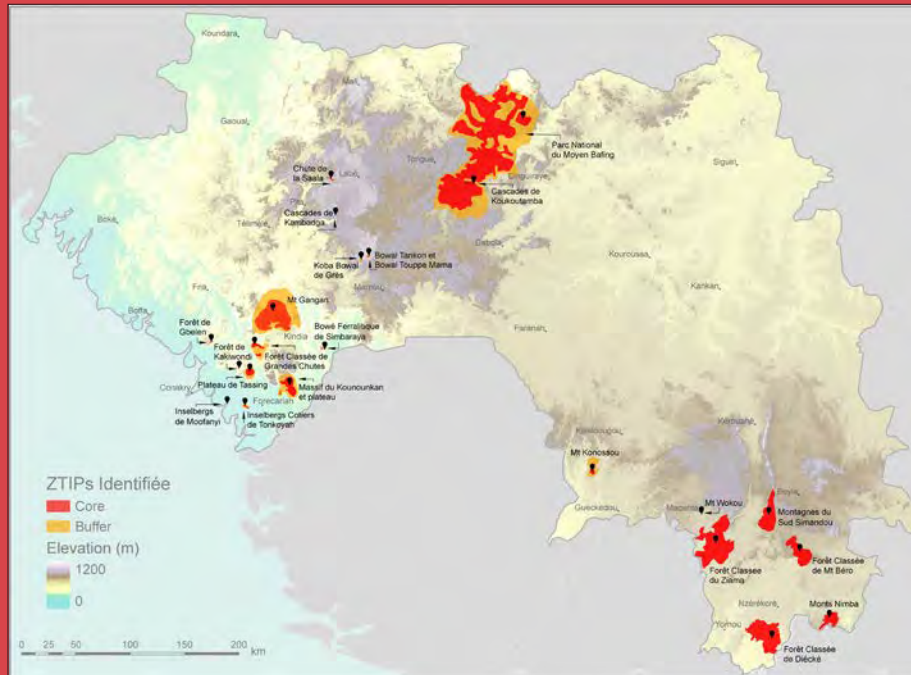 Koundara
Mali
Gaoual
Parc National
du Moyen Bafing
Tougue
Siguiri
Chute de
la Saala
Labé
Dinguiraye
Cascades de
Koukoutamba
Pita
Cascades de
Kambadga
Boké
Télimélé
Dabola
Bowal Tankon et
Bowal Touppe Mama
Koba Bowal
de Grès
Kouroussa
Mamou
Kankan
Fria
Mt Gangan
Boffa
Forêt de
Gbelen
Bowé Ferralitique
de Simbaraya
Kindia
Faranah
Forêt de
Kakiwondi
Forêt Classée de
Grandes Chutes
Plateau de Tassing
Massif du Kounounkan
et plateau
Conakry
Forecariah
Inselbergs
de Moofanyi
Inselbergs Cotiers
de Tonkoyah
Kissidougou
Kérouané
Mt Konossou
ZTIPs Identifiée
Core
Buffer
Elevation (m)
1200
0
Gueckedou
Macenta
Mt Wokou
Beyla
Montagnes du
Sud Simandou
Forêt Classée
du Ziama
Forêt Classée
de Mt Béro
Nzérékoré
Monts Nimba
Yomou
Forêt Classée
de Diécké
0 25 50 100 150 200
km